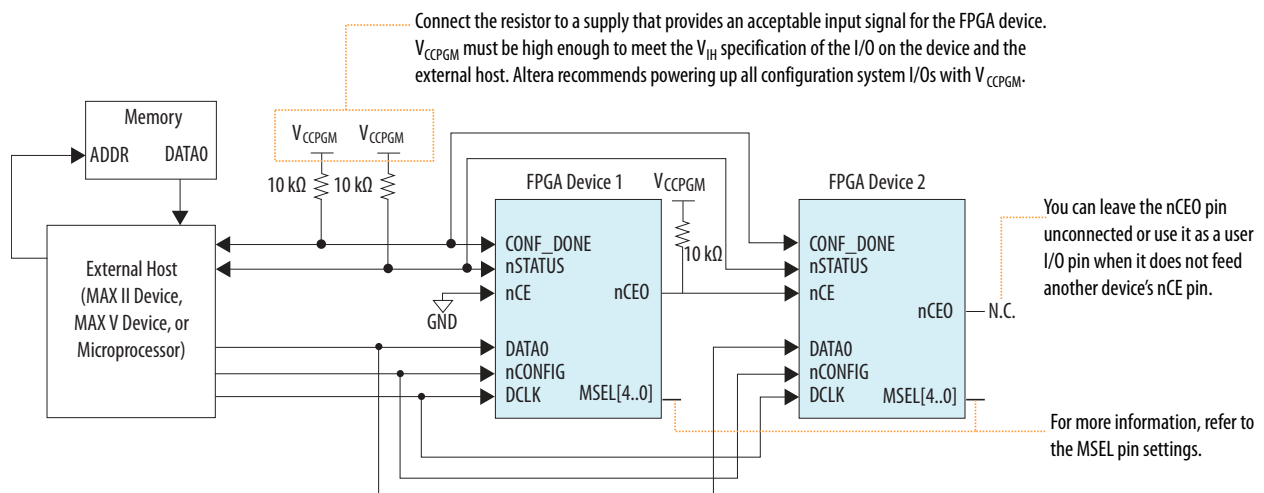 Connect the resistor to a supply that provides an acceptable input signal for the FPGA device.
VCCPGM must be high enough to meet the VIH specification of the I/O on the device and the
external host. Altera recommends powering up all configuration system I/Os with VCCPGM.
Memory
ADDR DATA0
VCCPGM VCCPGM
10 kΩ 10 kΩ
External Host
(MAX II Device,
MAX V Device, or
Microprocessor)
FPGA Device 1
CONF_DONE
nSTATUS
nCE nCEO
GND
DATA0
nCONFIG
DCLK MSEL[4..0]
VCCPGM
10 kΩ
FPGA Device 2
CONF_DONE
nSTATUS
nCE
nCEO N.C.
DATA0
nCONFIG
DCLK MSEL[4..0]
You can leave the nCEO pin
unconnected or use it as a user
I/O pin when it does not feed
another device's nCE pin.
For more information, refer to
the MSEL pin settings.